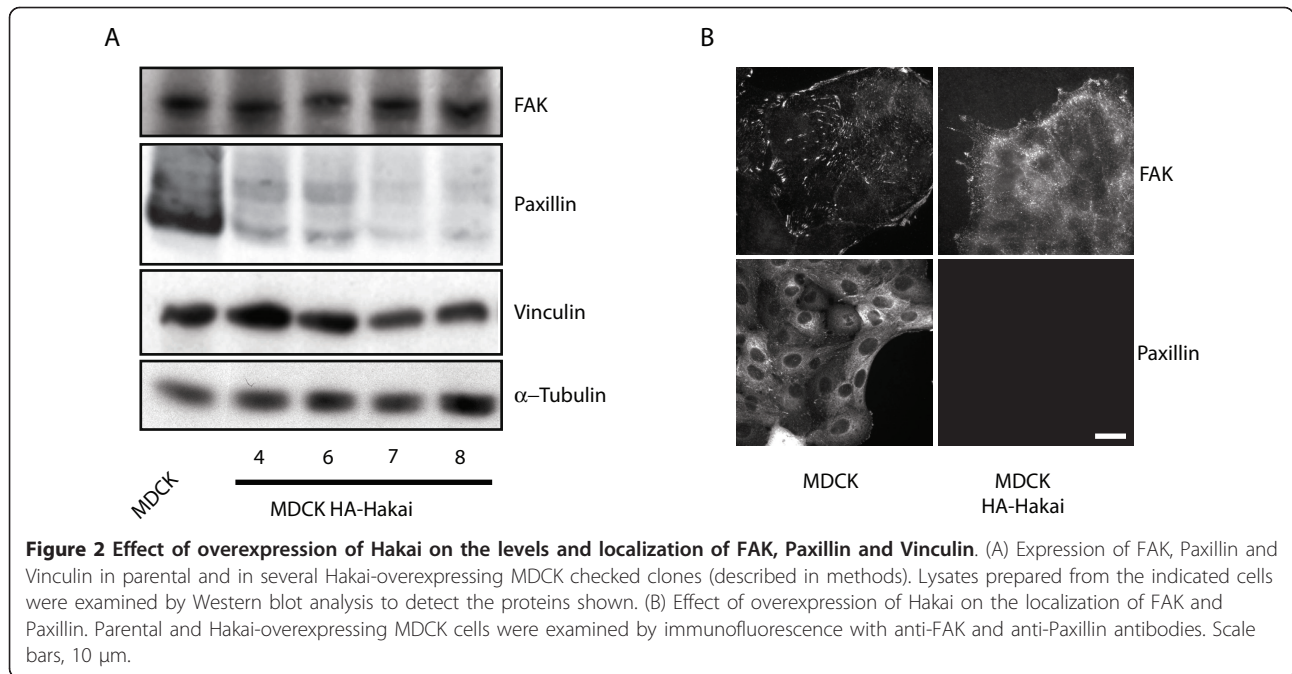 A
B
FAK
Paxillin
Vinculin
α–Tubulin
MDCK
4 6 7 8
MDCK HA-Hakai
FAK
Paxillin
MDCK
MDCK
HA-Hakai
Figure 2 Effect of overexpression of Hakai on the levels and localization of FAK, Paxillin and Vinculin. (A) Expression of FAK, Paxillin and
Vinculin in parental and in several Hakai-overexpressing MDCK checked clones (described in methods). Lysates prepared from the indicated cells
were examined by Western blot analysis to detect the proteins shown. (B) Effect of overexpression of Hakai on the localization of FAK and
Paxillin. Parental and Hakai-overexpressing MDCK cells were examined by immunofluorescence with anti-FAK and anti-Paxillin antibodies. Scale
bars, 10 μm.